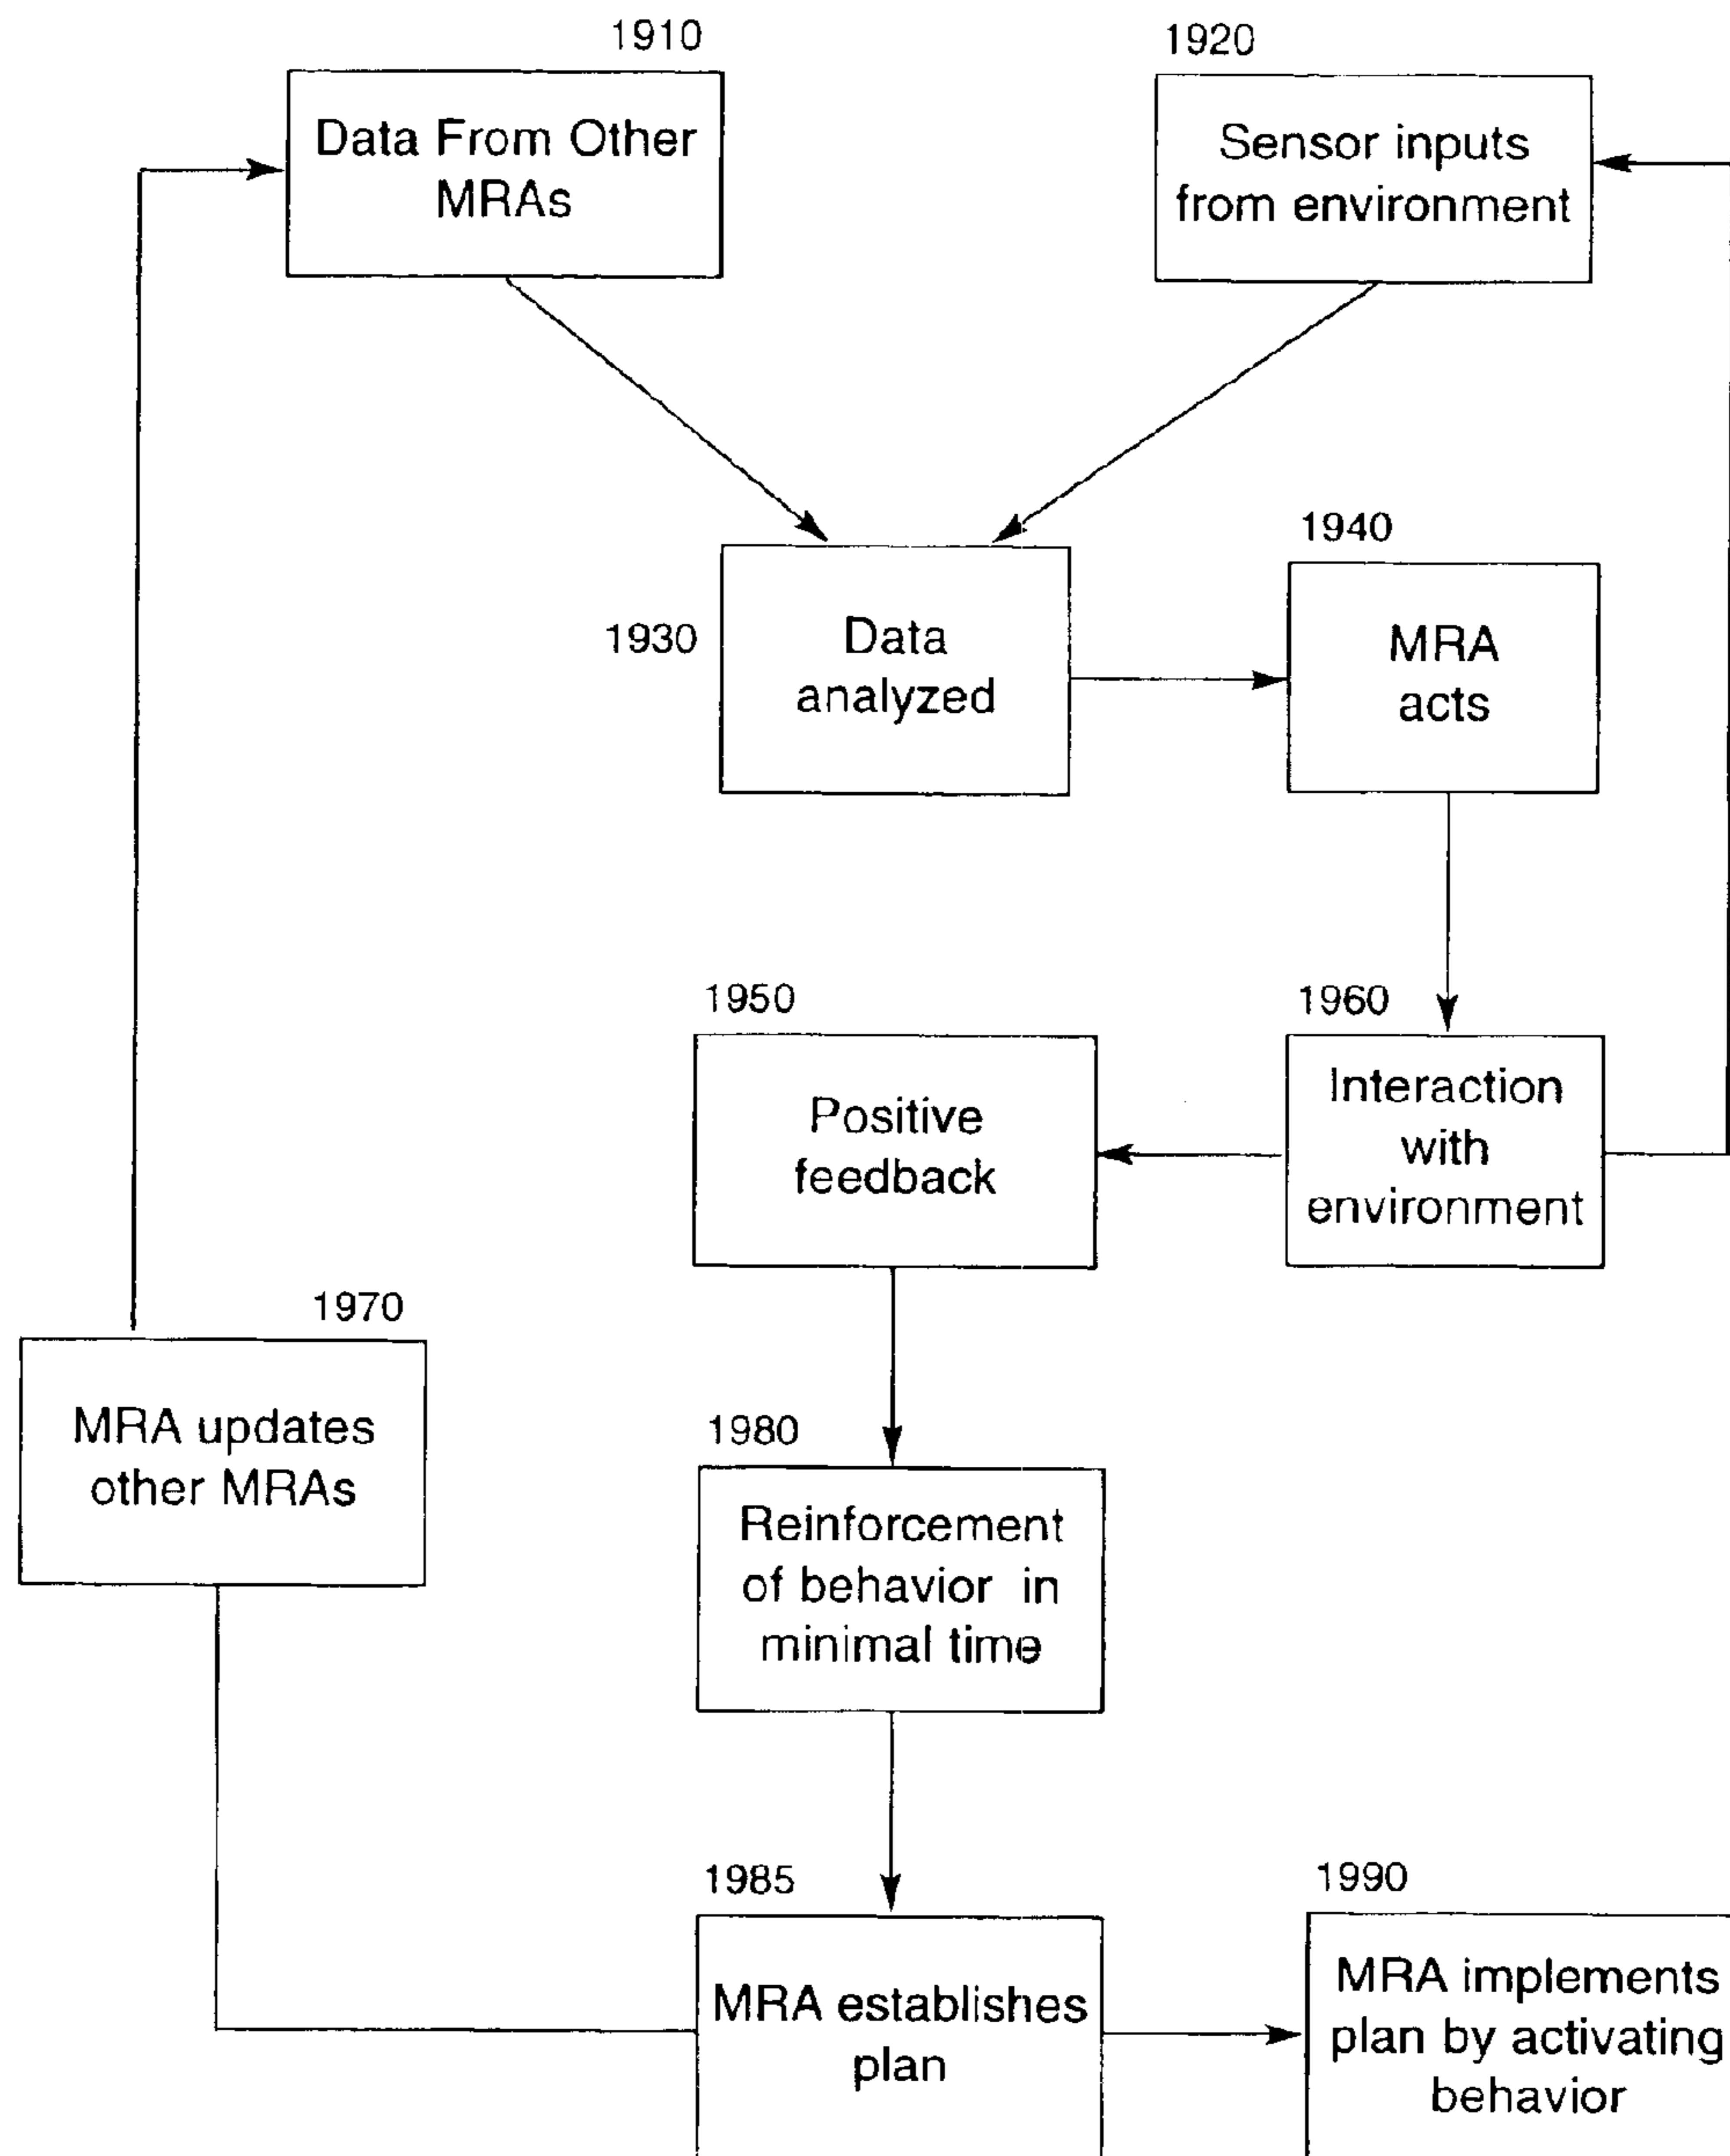 1910
Data From Other
MRAs
1920
Sensor inputs
from environment
1930
Data
analyzed
1940
MRA
acts
1950
Positive
feedback
1960
Interaction
with
environment
1970
MRA updates
other MRAs
1980
Reinforcement
of behavior in
minimal time
1985
MRA establishes
plan
1990
MRA implements
plan by activating
behavior